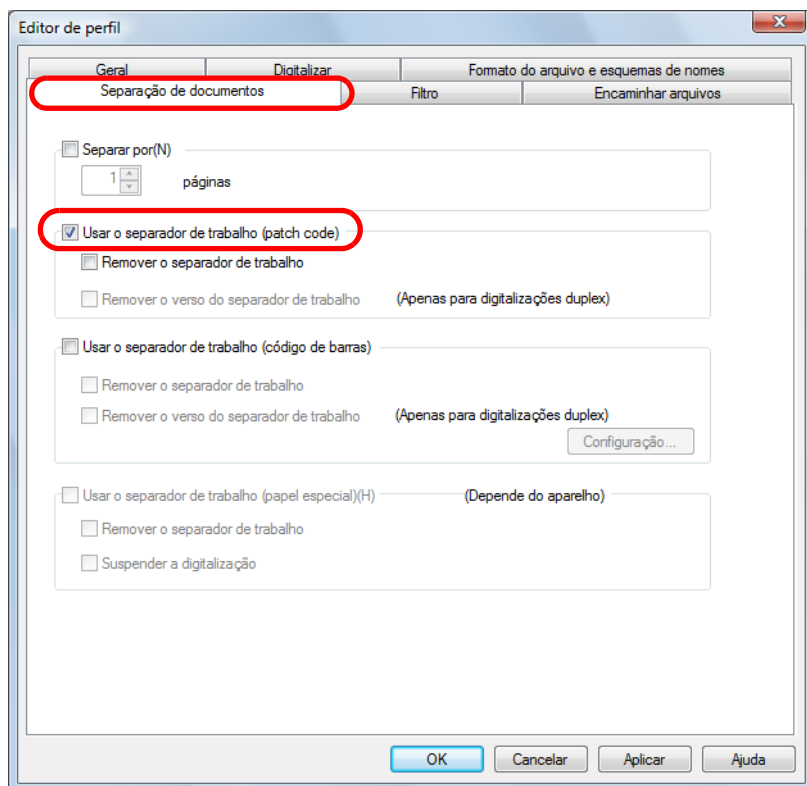 Editor de perfil
Geral Digitalizar Formato do arquivo e esquemas de nomes
Separação de documentos Filtro Encaminhar arquivos
Separar por(N)
1 páginas
Usar o separador de trabalho (patch code)
Remover o separador de trabalho
Remover o verso do separador de trabalho (Apenas para digitalizações duplex)
Usar o separador de trabalho (código de barras)
Remover o separador de trabalho
Remover o verso do separador de trabalho (Apenas para digitalizações duplex)
Configuração...
Usar o separador de trabalho (papel especial)(H) (Depende do aparelho)
Remover o separador de trabalho
Suspender a digitalização
OK Cancelar Aplicar Ajuda